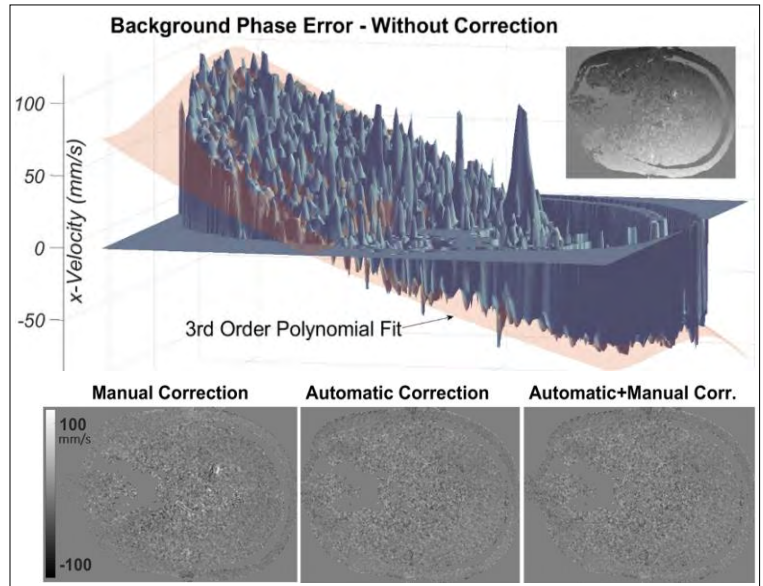 Background Phase Error - Without Correction
100
50
0
-50
x-Velocity (mm/s)
3rd Order Polynomial Fit
Manual Correction
Automatic Correction
Automatic+Manual Corr.
100
mm/s
-100